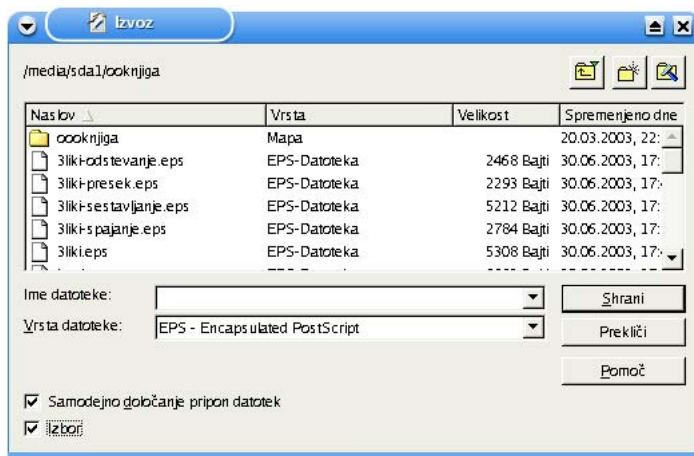 Izvoz
/media/sda1/ooknjiga
Naslov Vrsta Velikost Spremenjeno dne
oooknjiga Mapa 20.03.2003, 22:
3liki-odstevanje.eps EPS-Datoteka 2468 Bajti 30.06.2003, 17:
3liki-presek.eps EPS-Datoteka 2293 Bajti 30.06.2003, 17:
3liki-sestavljanje.eps EPS-Datoteka 5212 Bajti 30.06.2003, 17:
3liki-spajanje.eps EPS-Datoteka 2784 Bajti 30.06.2003, 17:
3liki.eps EPS-Datoteka 5308 Bajti 30.06.2003, 17:
Ime datoteke: Shrani
Vrsta datoteke: EPS - Encapsulated PostScript Prekliči
Pomoč
Samodejno določanje pripon datotek
Izbor